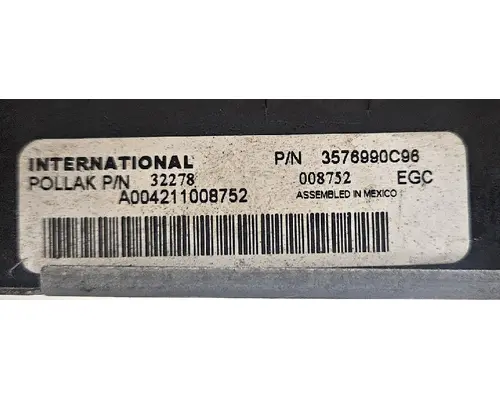 INTERNATIONAL P/N 3576990C96
POLLAK P/N 32278 008752 EGC
A004211008752 ASSEMBLED IN MEXICO